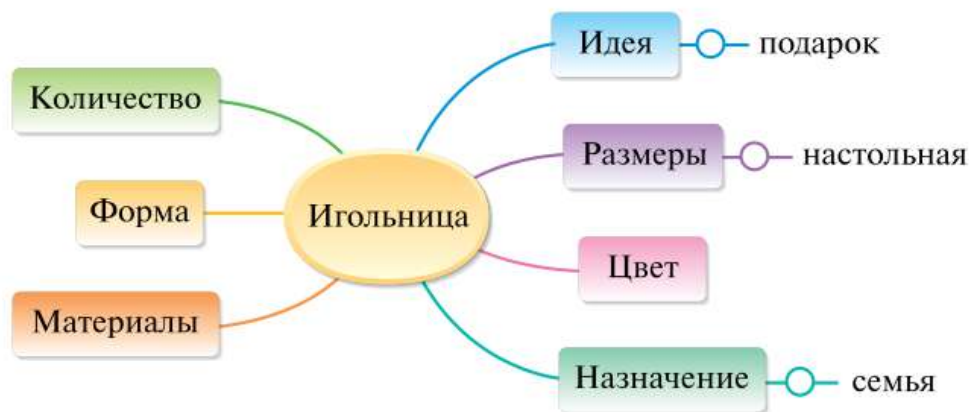 Идея
подарок
Количество
Размеры
настольная
Форма
Игольница
Цвет
Материалы
Назначение
семья